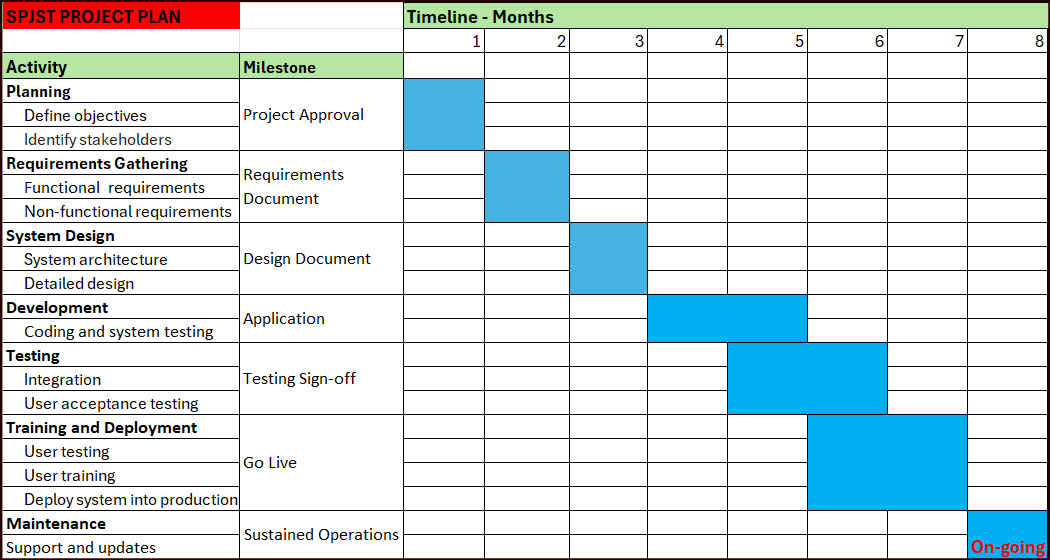 SPJST PROJECT PLAN Timeline - Months
1 2 3 4 5 6 7 8
Activity Milestone
Planning
Define objectives
Identify stakeholders
Project Approval
Requirements Gathering
Functional requirements
Non-functional requirements
Requirements
Document
System Design
System architecture
Detailed design
Design Document
Development
Coding and system testing
Application
Testing
Integration
User acceptance testing
Testing Sign-off
Training and Deployment
User testing
User training
Deploy system into production
Go Live
Maintenance
Support and updates
Sustained Operations
On-going